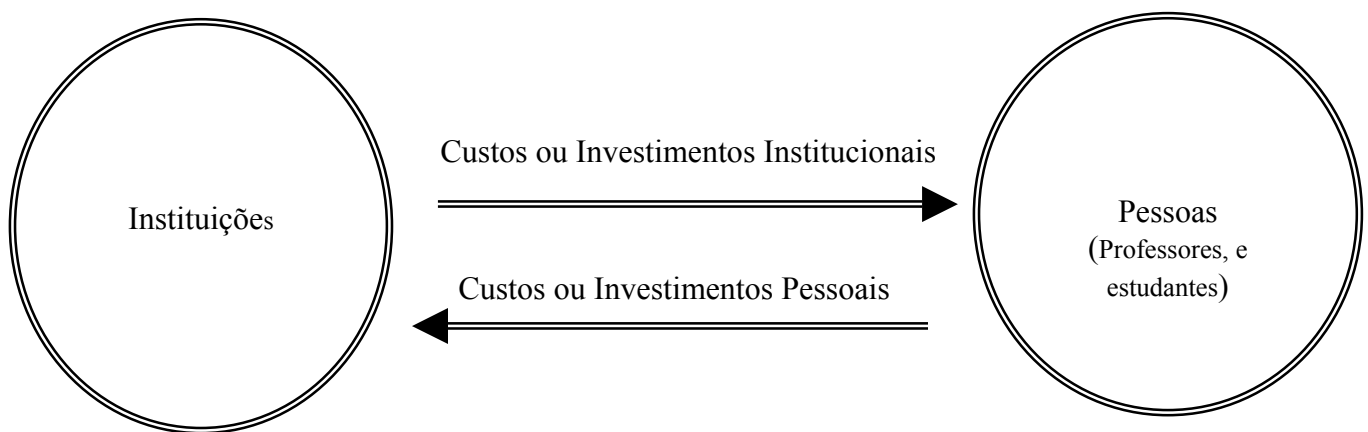 Instituições
Custos ou Investimentos Institucionais
Custos ou Investimentos Pessoais
Pessoas
(Professores, e
estudantes)